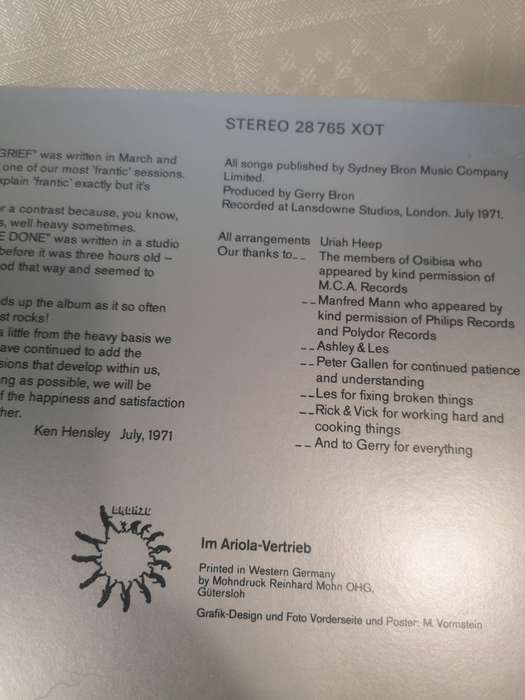 STEREO 28 765 XOT
GRIEF" was written in March and
one of our most 'frantic' sessions.
xplain 'frantic' exactly but it's
r a contrast because, you know,
s, well heavy sometimes.
E DONE" was written in a studio
before it was three hours old –
od that way and seemed to
ds up the album as it so often
st rocks!
a little from the heavy basis we
ave continued to add the
sions that develop within us,
ng as possible, we will be
f the happiness and satisfaction
her.
Ken Hensley July, 1971
All songs published by Sydney Bron Music Company
Limited.
Produced by Gerry Bron
Recorded at Lansdowne Studios, London. July 1971.
All arrangements Uriah Heep
Our thanks to__ The members of Osibisa who
appeared by kind permission of
M.C.A. Records
__Manfred Mann who appeared by
kind permission of Philips Records
and Polydor Records
__Ashley & Les
__Peter Gallen for continued patience
and understanding
__Les for fixing broken things
__Rick & Vick for working hard and
cooking things
__And to Gerry for everything
Im Ariola-Vertrieb
Printed in Western Germany
by Mohndruck Reinhard Mohn OHG,
Gütersloh
Grafik-Design und Foto Vorderseite und Poster: M. Vormstein